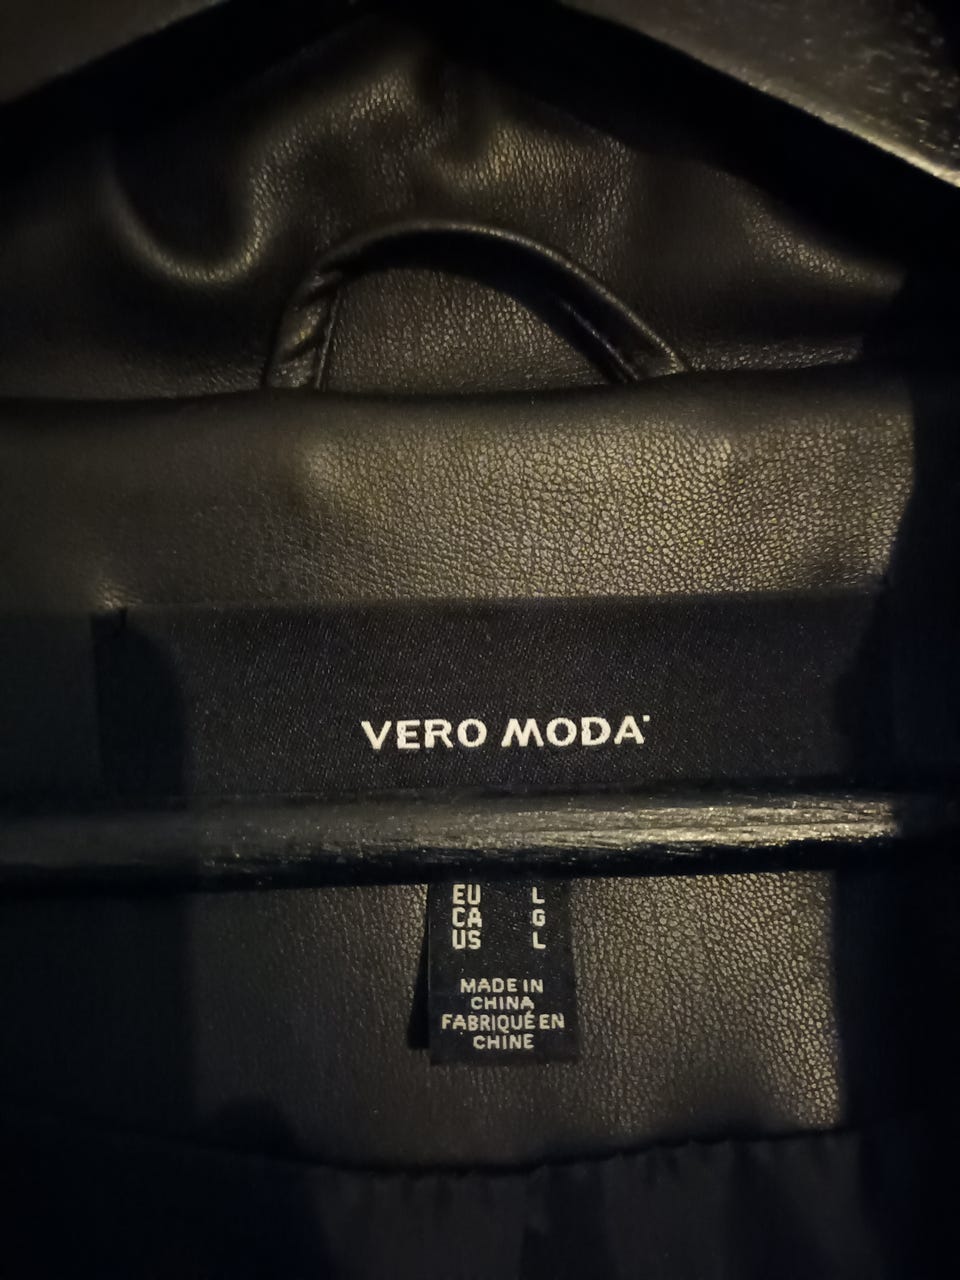 VERO MODA
EU L
CA G
US L
MADE IN
CHINA
FABRIQUÉ EN
CHINE